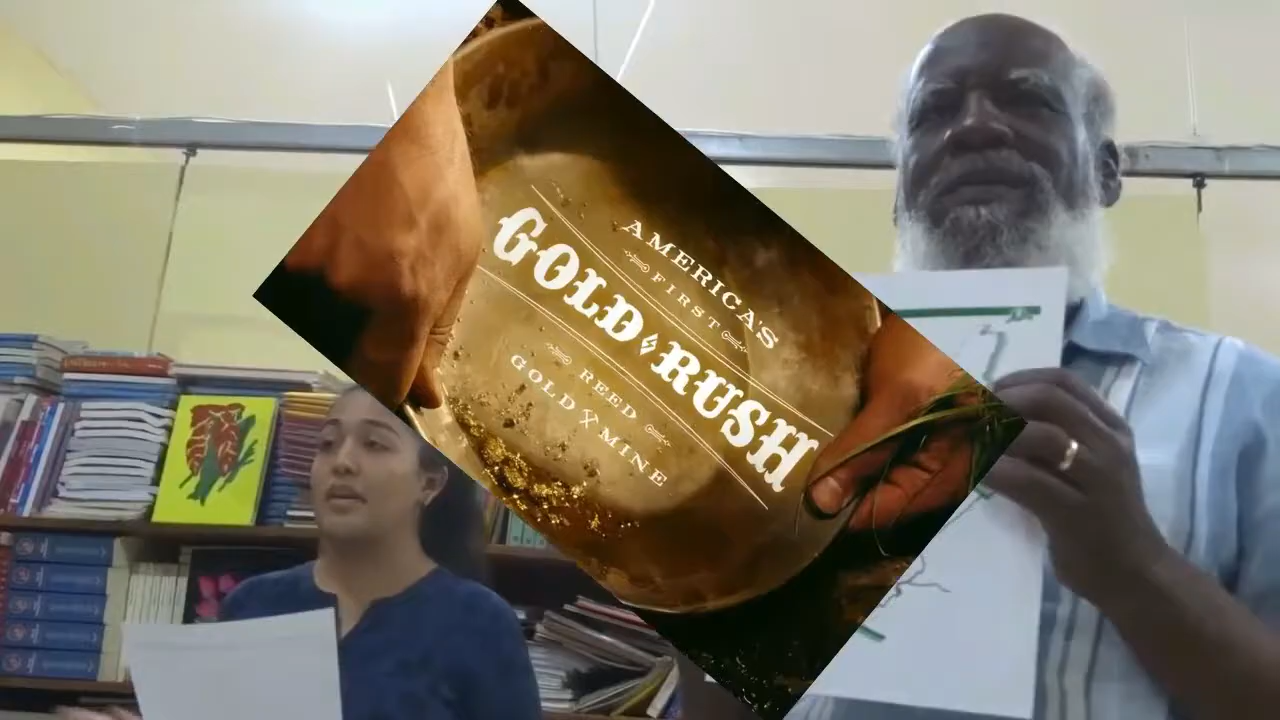 AMERICA'S
FIRST
GOLD RUSH
REED
GOLD MINE